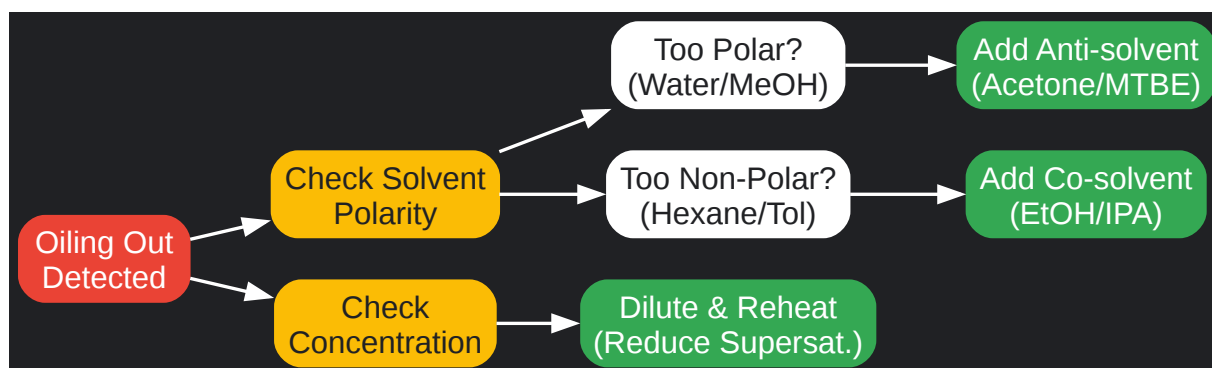 Oiling Out
Detected
Check Solvent
Polarity
Too Polar?
(Water/MeOH)
Add Anti-solvent
(Acetone/MTBE)
Too Non-Polar?
(Hexane/Tol)
Add Co-solvent
(EtOH/IPA)
Check
Concentration
Dilute & Reheat
(Reduce Supersat.)